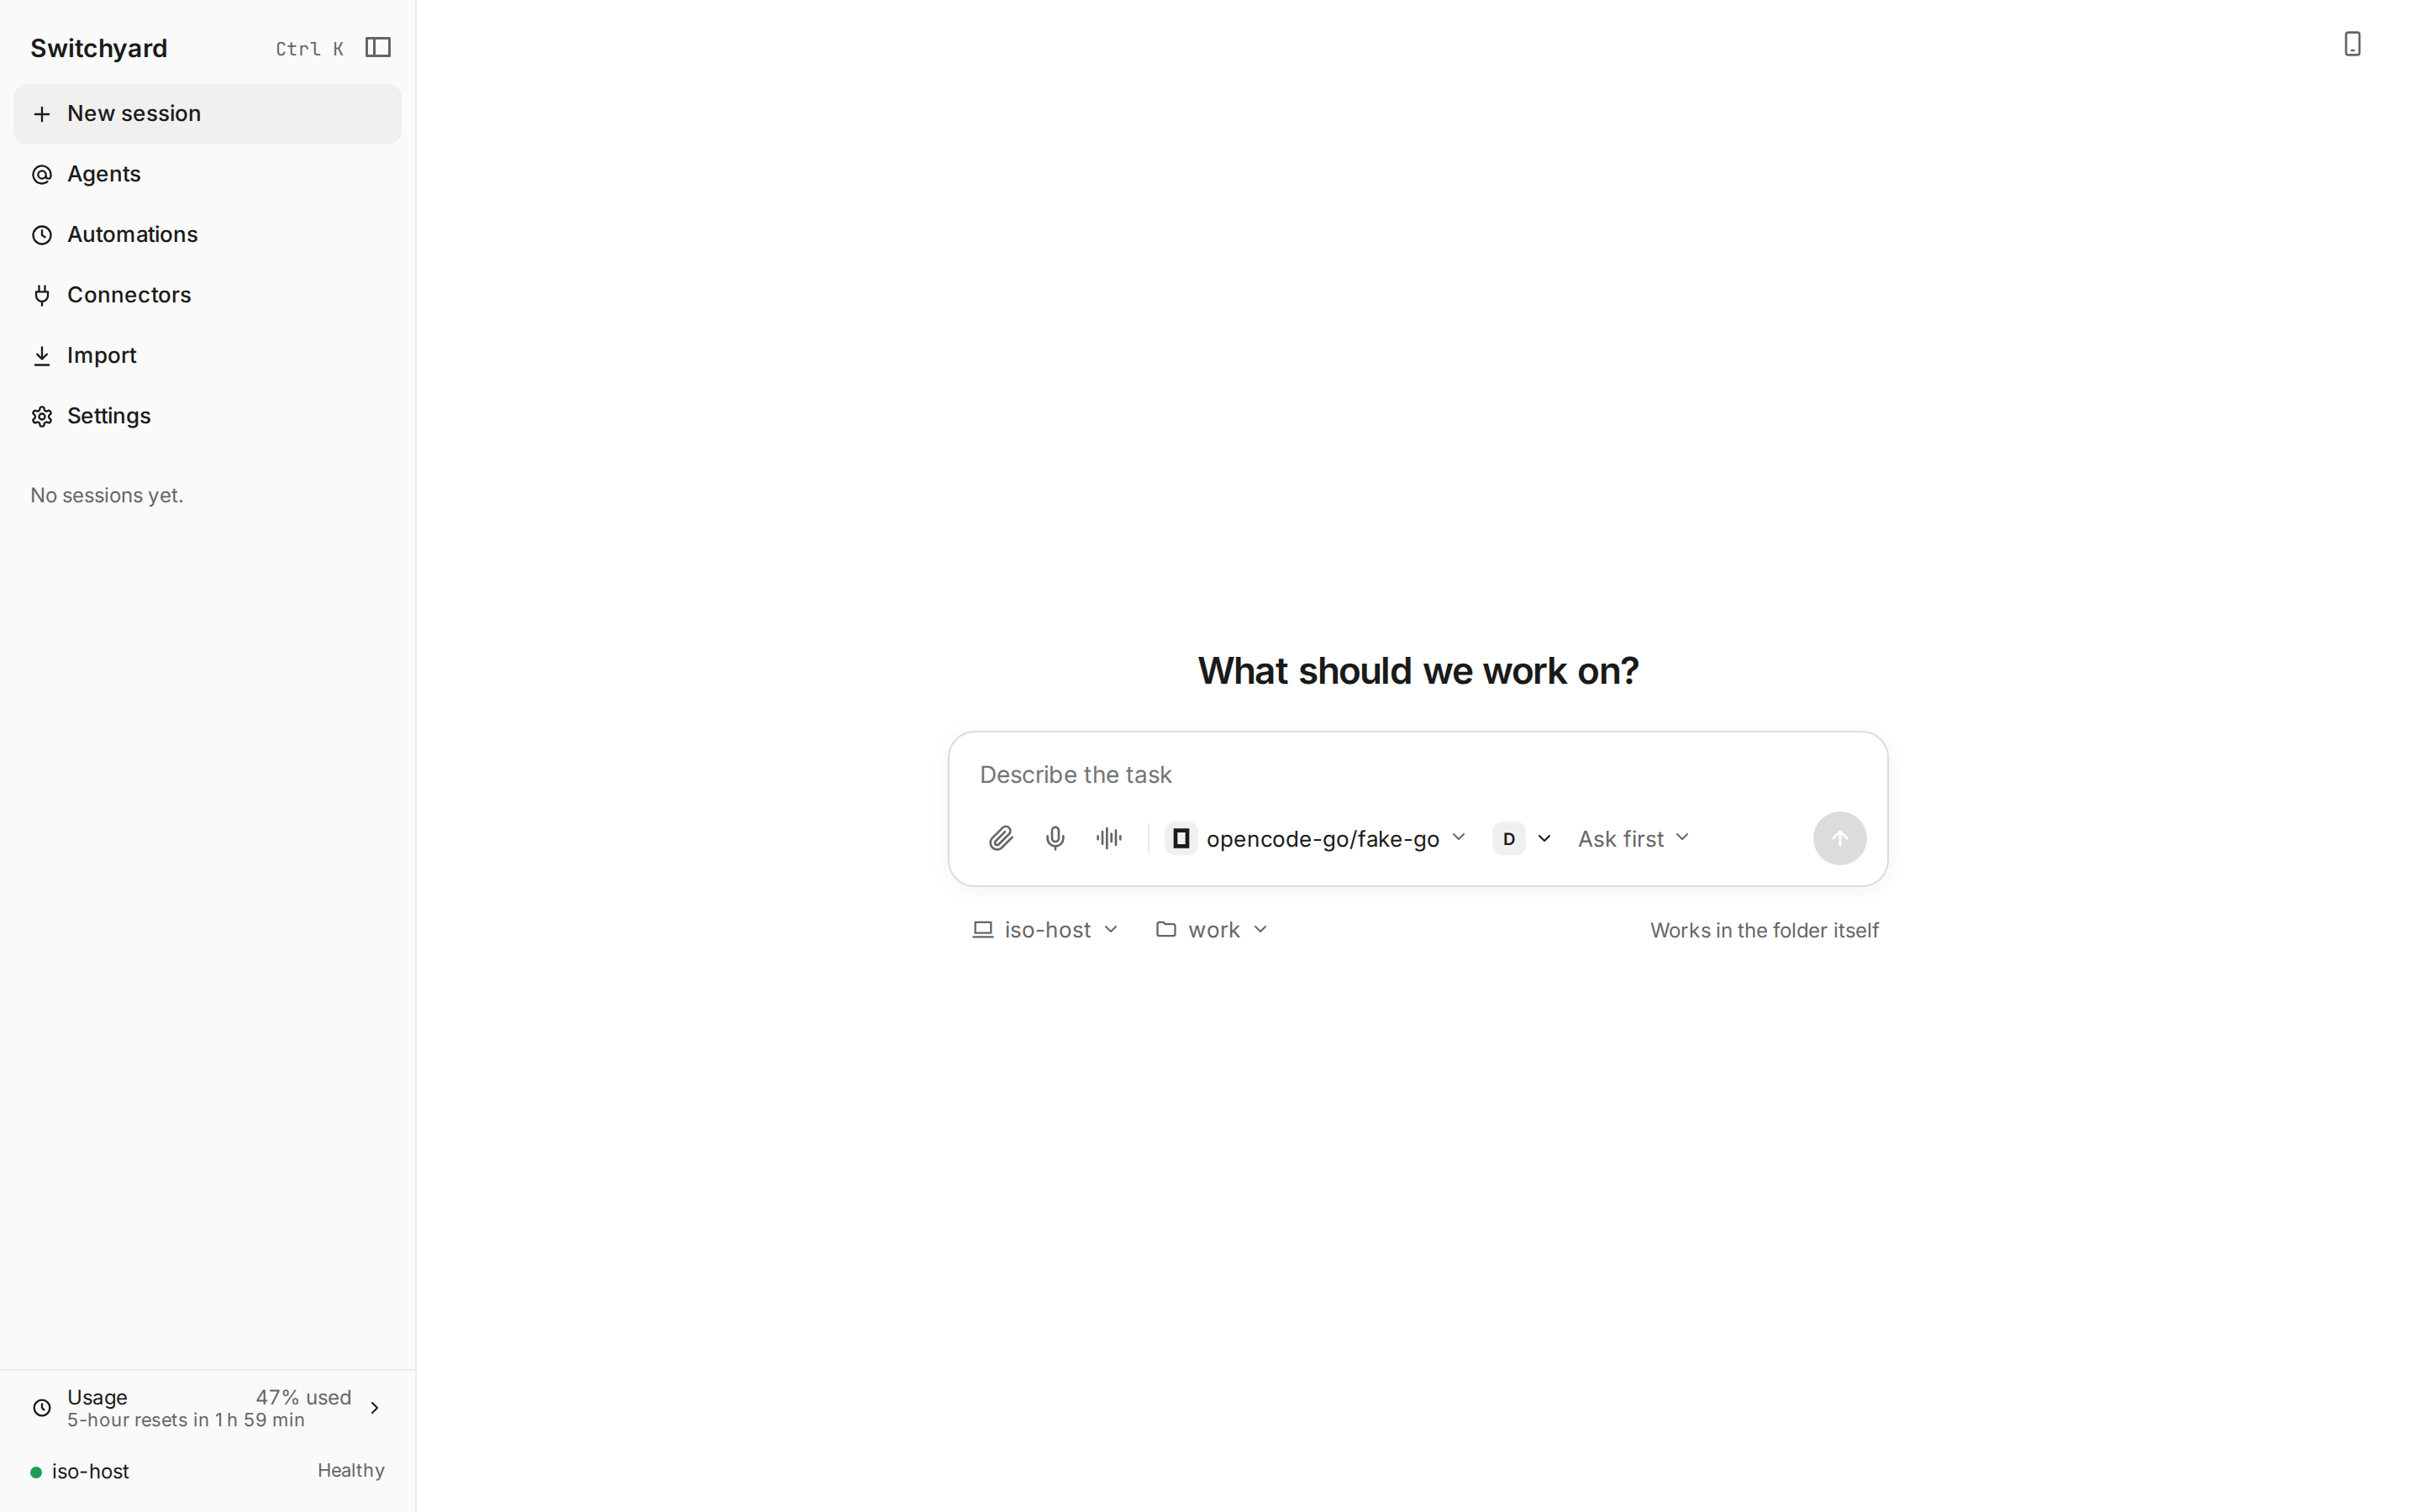 Switchyard
Ctrl K
New session
Agents
Automations
Connectors
Import
Settings
No sessions yet.
What should we work on?
Describe the task
opencode-go/fake-go
D
Ask first
iso-host
work
Works in the folder itself
Usage
47% used
5-hour resets in 1 h 59 min
iso-host
Healthy